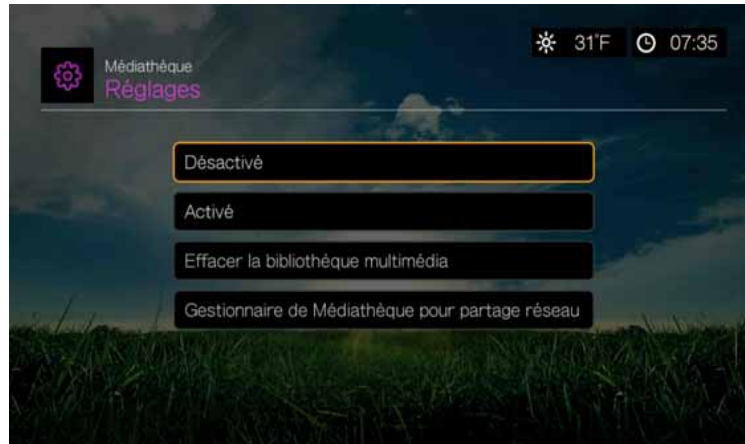 31°F 07:35
Médiathèque
Réglages
Désactivé
Activé
Effacer la bibliothèque multimédia
Gestionnaire de Médiathèque pour partage réseau